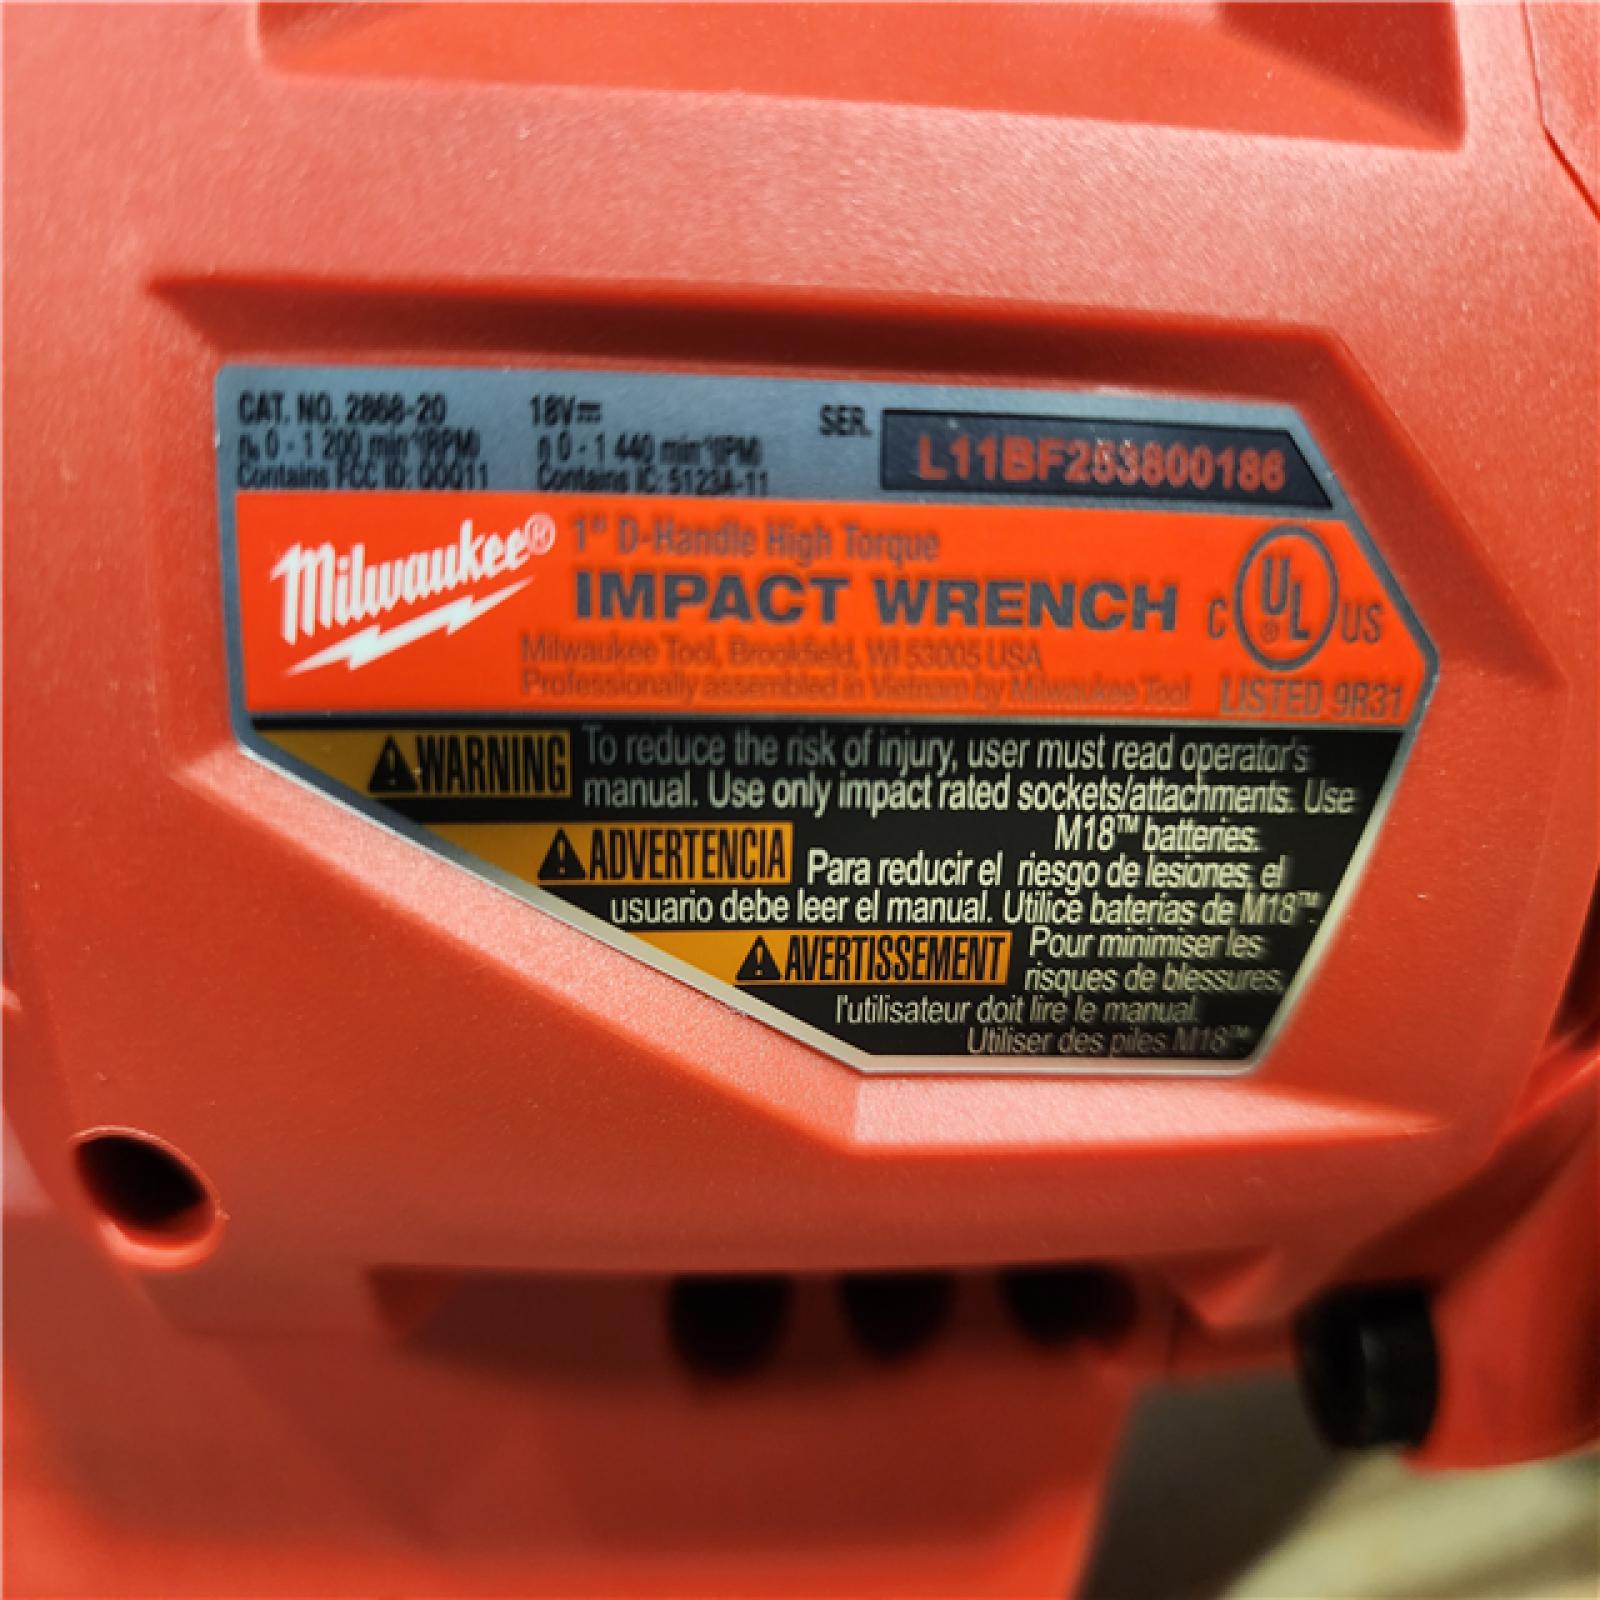 CAT. NO. 2868-20 18V⎓ SER. L11BF253800186
n₀ 0 - 1 200 min⁻¹(RPM) n 0 - 1 440 min⁻¹(IPM)
Contains FCC ID: OOQ11 Contains IC: 5123A-11
Milwaukee® 1" D-Handle High Torque
IMPACT WRENCH
C UL ® US
Milwaukee Tool, Brookfield, WI 53005 USA
Professionally assembled in Vietnam by Milwaukee Tool LISTED 9R31
WARNING To reduce the risk of injury, user must read operator's
manual. Use only impact rated sockets/attachments. Use
M18™ batteries.
ADVERTENCIA Para reducir el riesgo de lesiones, el
usuario debe leer el manual. Utilice baterías de M18™.
AVERTISSEMENT Pour minimiser les
risques de blessures,
l'utilisateur doit lire le manual.
Utiliser des piles M18™.